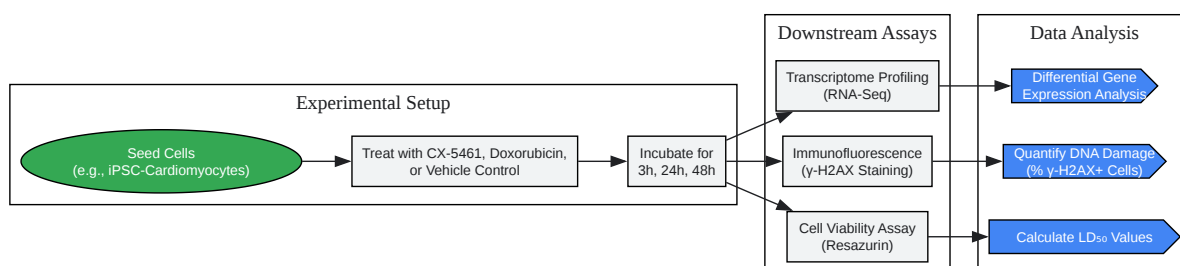 Experimental Setup
Seed Cells
(e.g., iPSC-Cardiomyocytes)
Treat with CX-5461, Doxorubicin,
or Vehicle Control
Incubate for
3h, 24h, 48h
Downstream Assays
Transcriptome Profiling
(RNA-Seq)
Immunofluorescence
(γ-H2AX Staining)
Cell Viability Assay
(Resazurin)
Data Analysis
Differential Gene
Expression Analysis
Quantify DNA Damage
(% γ-H2AX+ Cells)
Calculate LD₅₀ Values